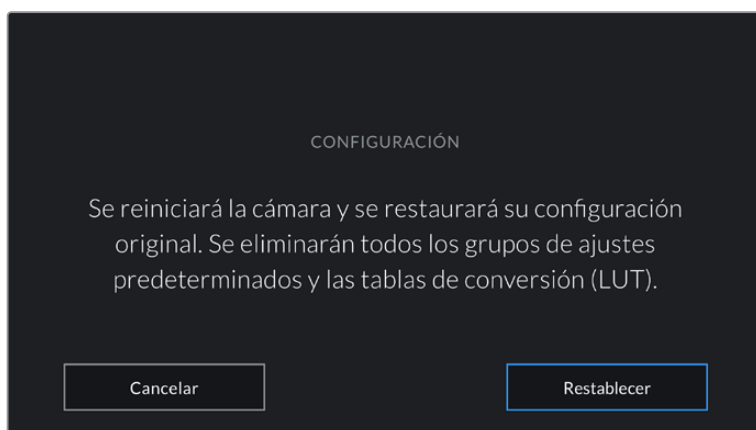 CONFIGURACIÓN
Se reiniciará la cámara y se restaurará su configuración
original. Se eliminarán todos los grupos de ajustes
predeterminados y las tablas de conversión (LUT).
Cancelar
Restablecer